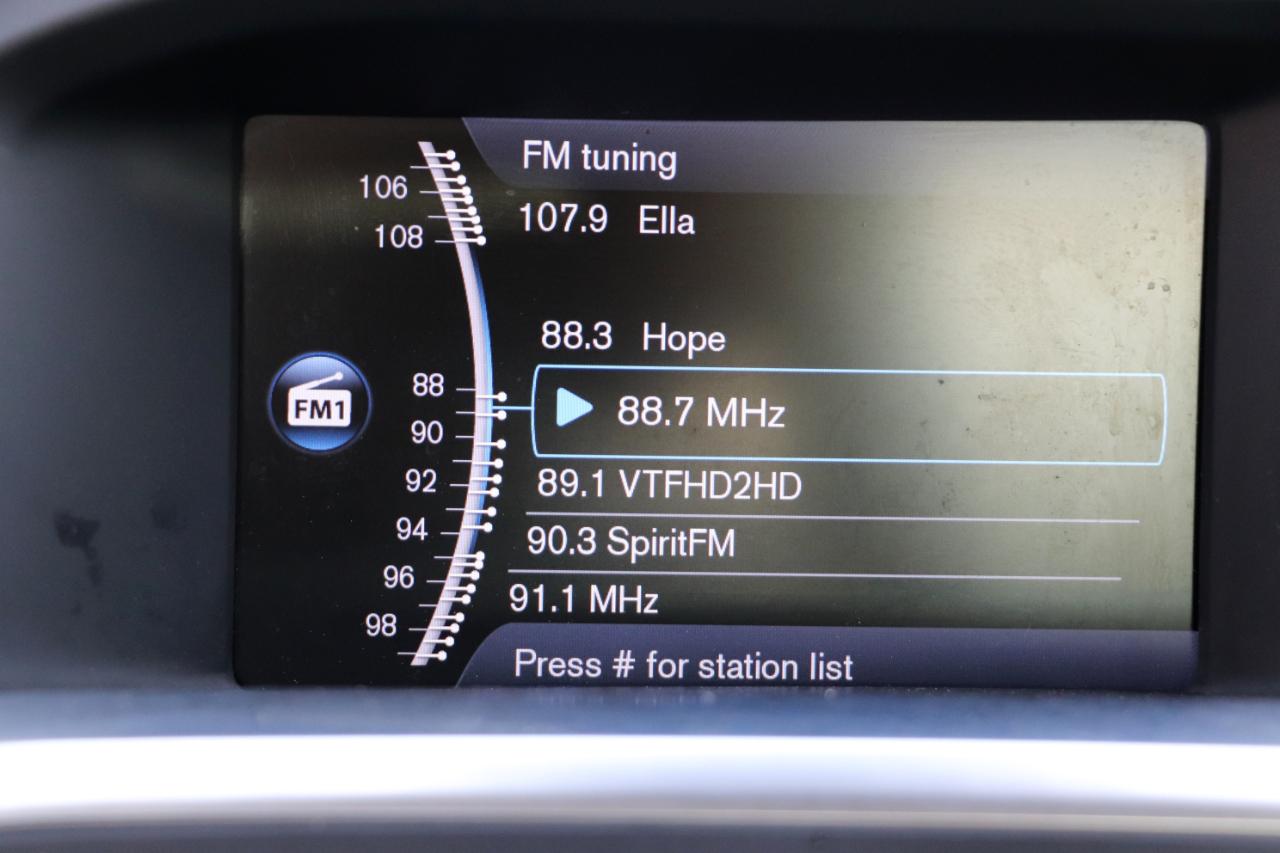 FM tuning
106
107.9 Ella
108
88.3 Hope
88
FM1
88.7 MHz
90
89.1 VTFHD2HD
92
90.3 SpiritFM
94
96
91.1 MHz
98
Press # for station list